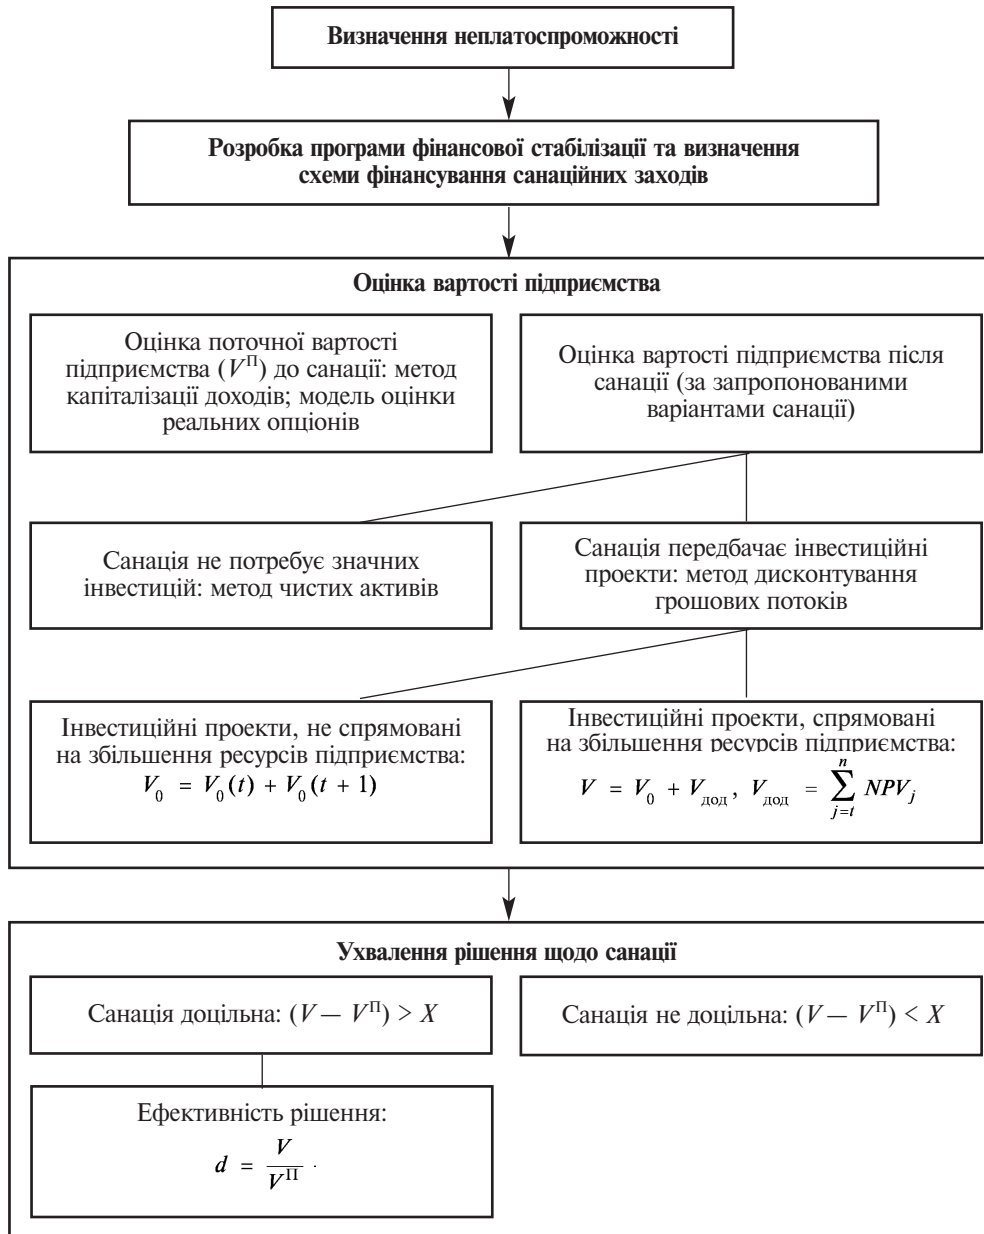 Визначення неплатоспроможності
Розробка програми фінансової стабілізації та визначення
схеми фінансування санаційних заходів
Оцінка вартості підприємства
Оцінка поточної вартості
підприємства (V^П) до санації: метод
капіталізації доходів; модель оцінки
реальних опціонів
Оцінка вартості підприємства після
санації (за запропонованими
варіантами санації)
Санація не потребує значних
інвестицій: метод чистих активів
Санація передбачає інвестиційні
проекти: метод дисконтування
грошових потоків
Інвестиційні проекти, не спрямовані
на збільшення ресурсів підприємства:
V_0 = V_0(t) + V_0(t + 1)
Інвестиційні проекти, спрямовані
на збільшення ресурсів підприємства:
V = V_0 + V_дод, V_дод = \sum_{j=t}^{n} NPV_j
Ухвалення рішення щодо санації
Санація доцільна: (V — V^П) > X
Санація не доцільна: (V — V^П) < X
Ефективність рішення:
d = \frac{V}{V^П} .